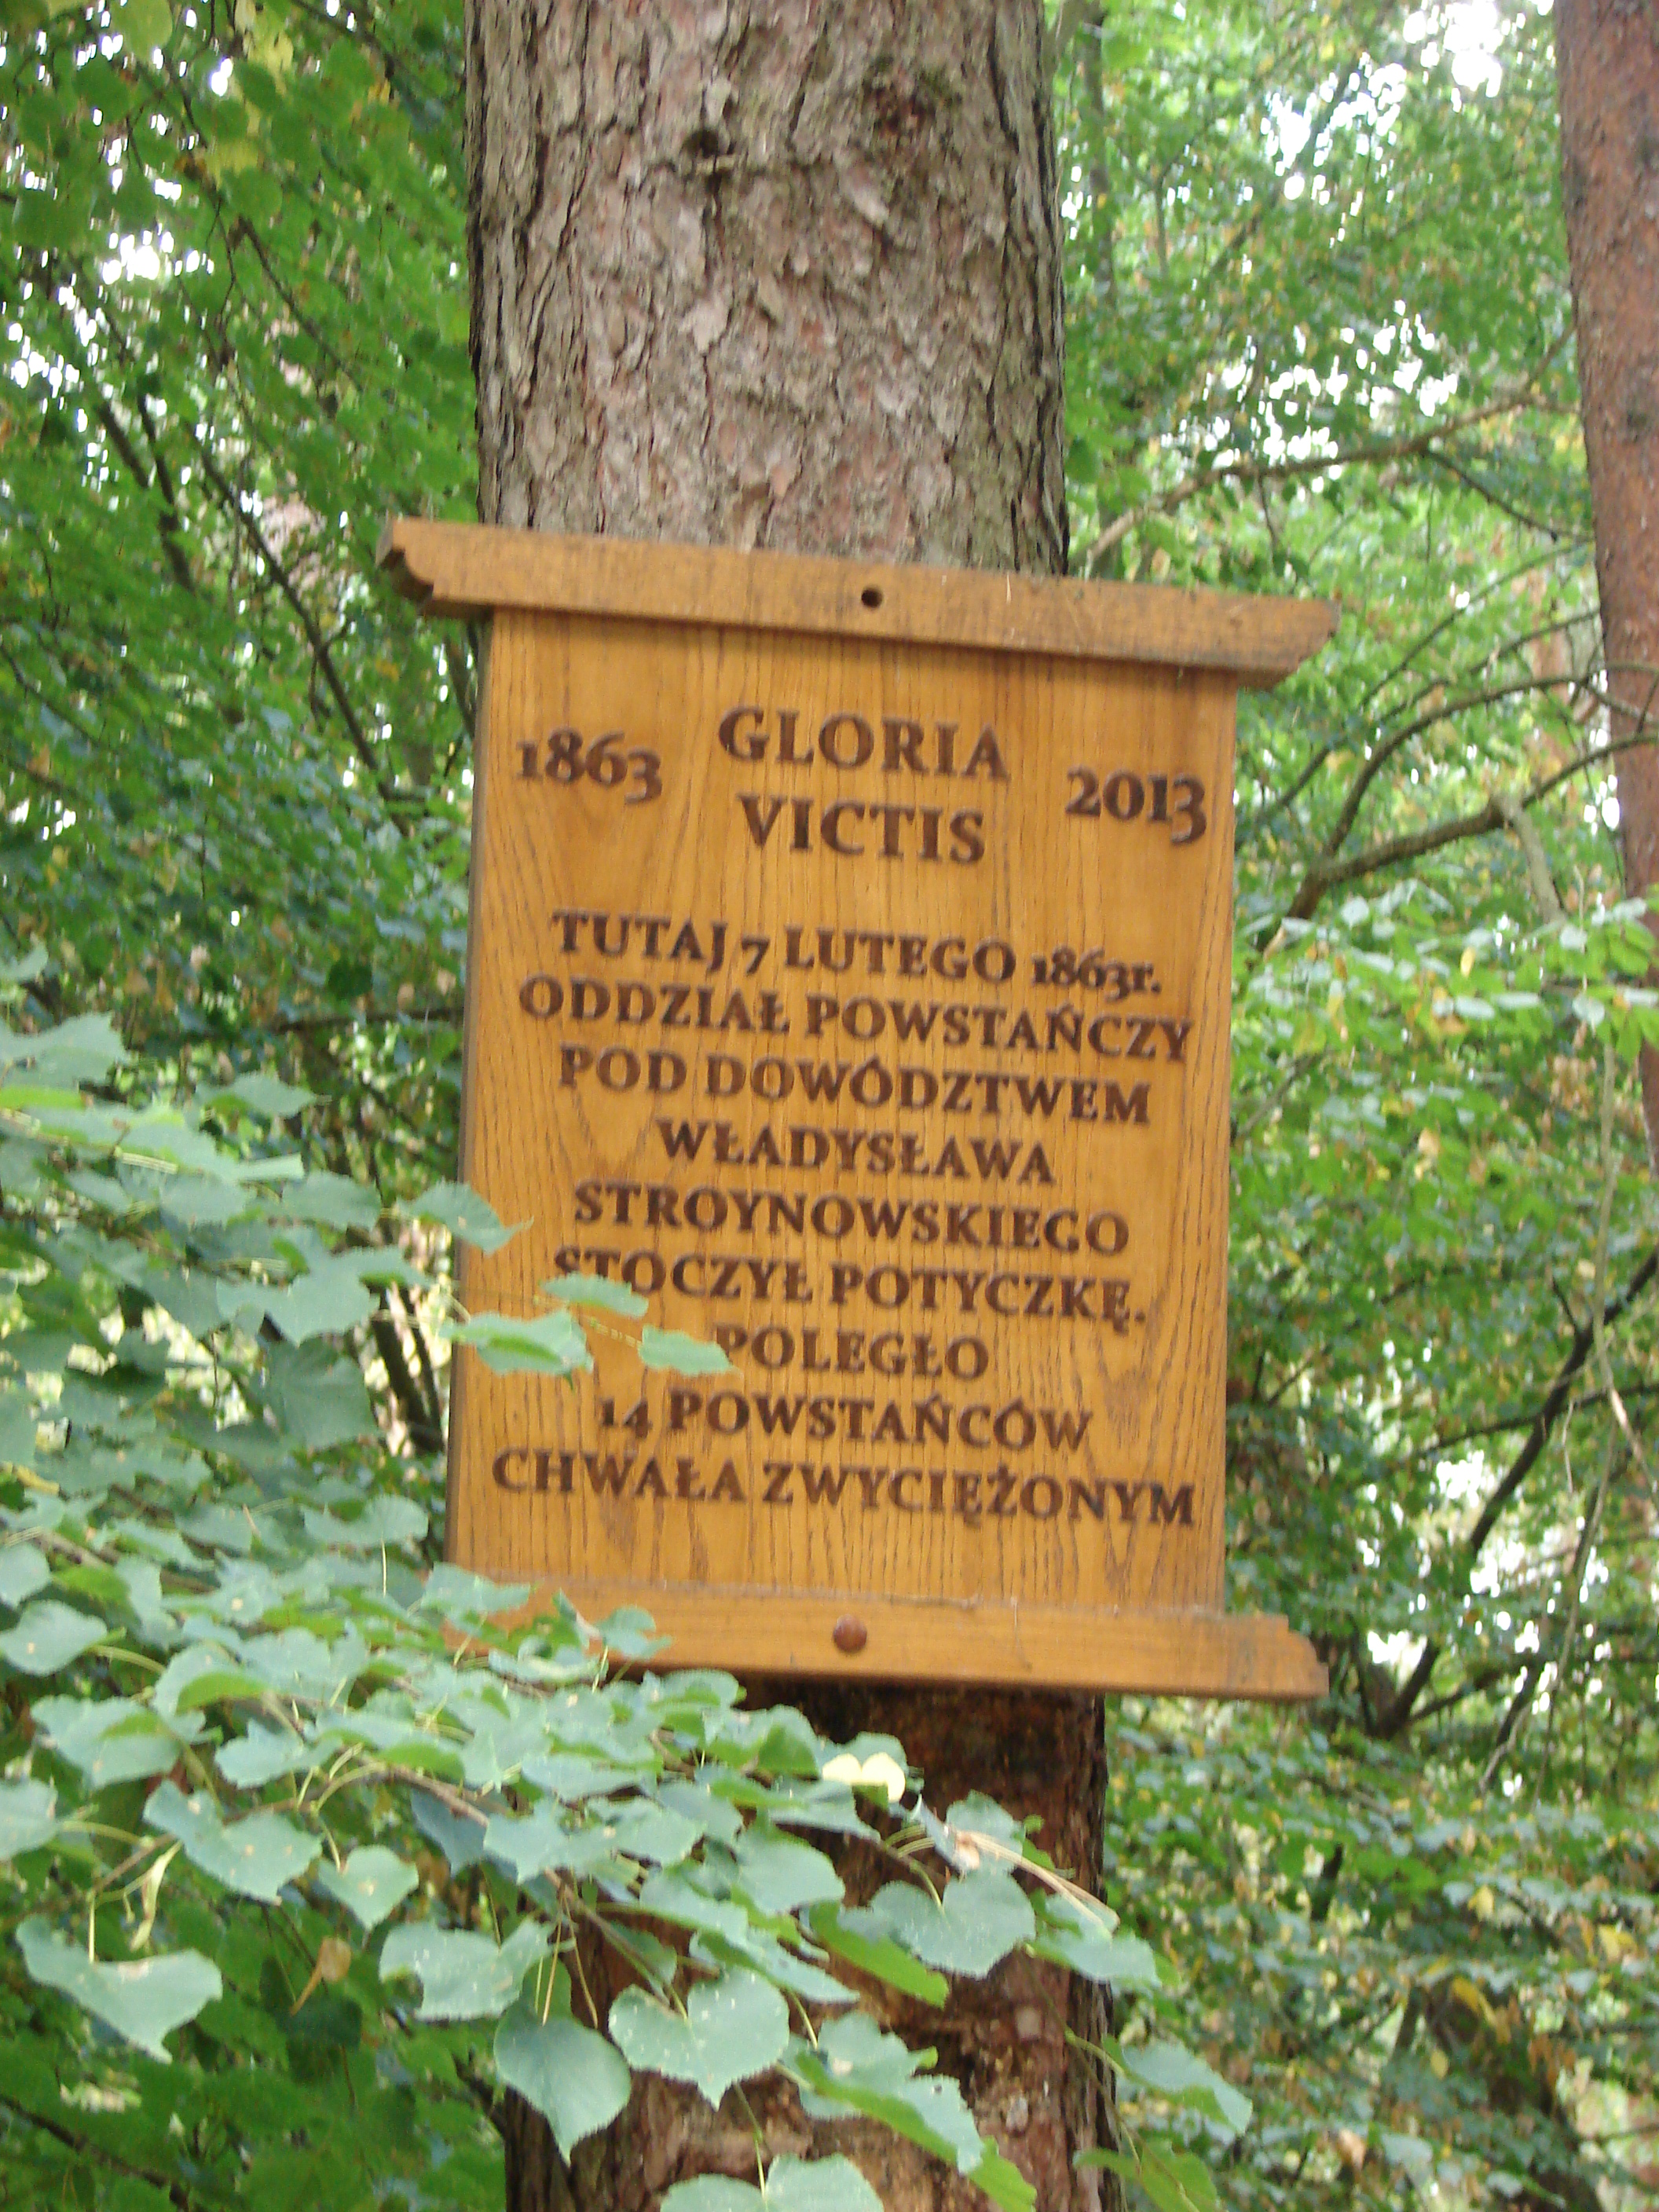 1863 GLORIA 2013
VICTIS
TUTAJ 7 LUTEGO 1863r.
ODDZIAŁ POWSTAŃCZY
POD DOWÓDZTWEM
WŁADYSŁAWA
STROYNOWSKIEGO
STOCZYŁ POTYCZKĘ.
POLEGŁO
14 POWSTAŃCÓW
CHWAŁA ZWYCIĘŻONYM